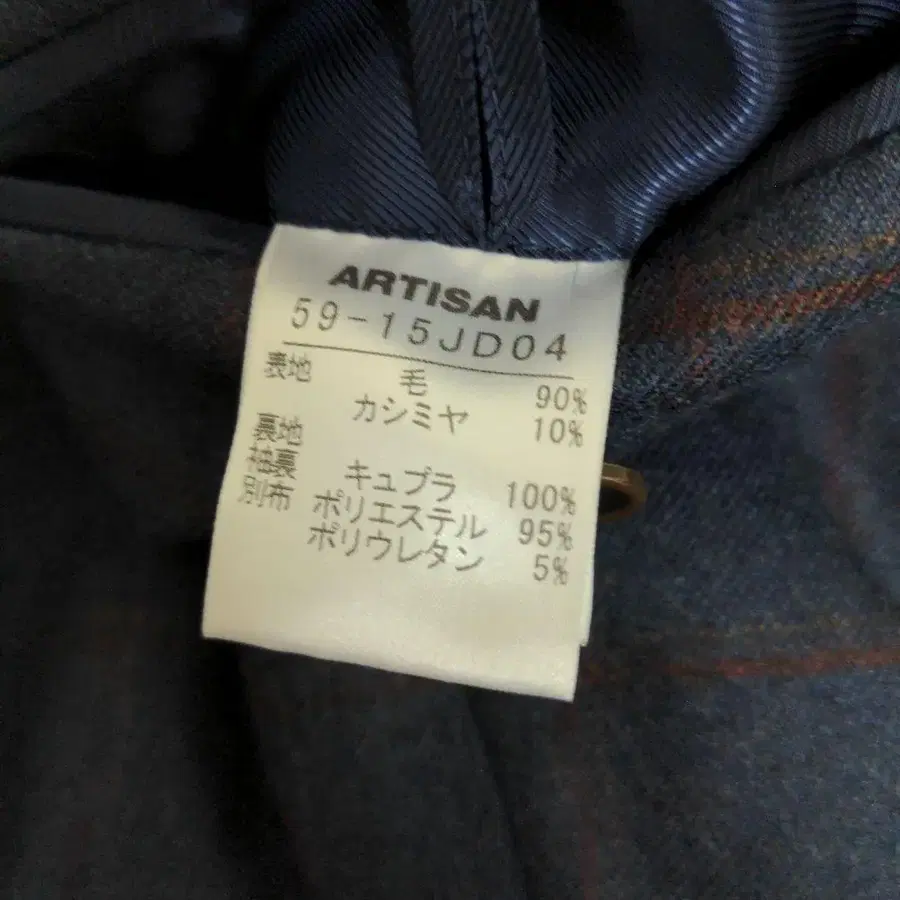 ARTISAN
59-15JD04
表地 毛 90%
カシミヤ 10%
裏地
袖裏 キュプラ 100%
別布 ポリエステル 95%
ポリウレタン 5%